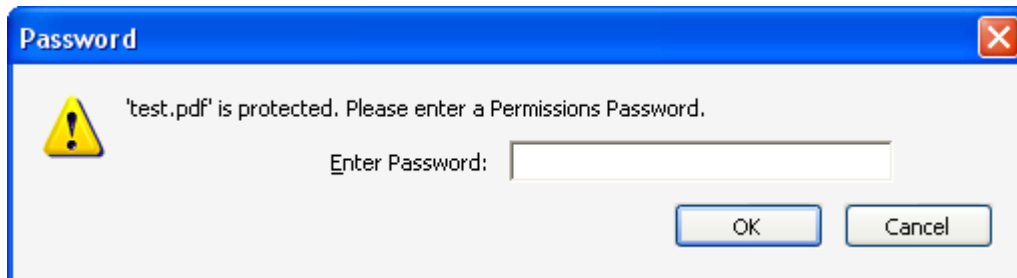 Password
'test.pdf' is protected. Please enter a Permissions Password.
Enter Password:
OK Cancel